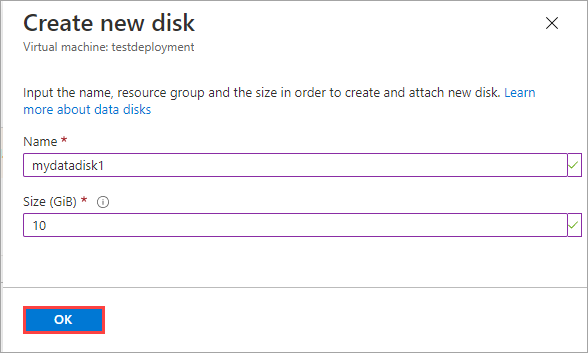 Create new disk
Virtual machine: testdeployment
Input the name, resource group and the size in order to create and attach new disk. Learn
more about data disks
Name *
mydatadisk1
Size (GiB) *
10
OK